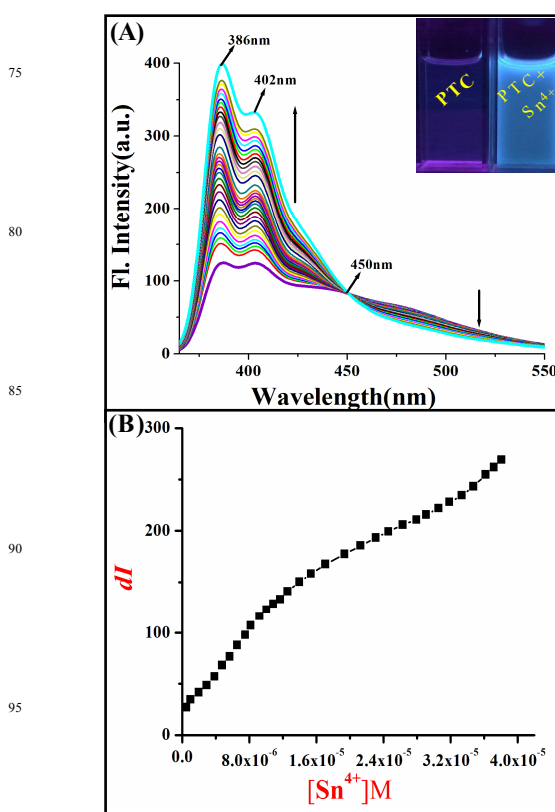 (A)
386nm
402nm
450nm
PTC
PTC+
Sn4+
Fl. Intensity(a.u.)
400
300
200
100
0
400
450
500
550
Wavelength(nm)
(B)
dI
300
200
100
0
0.0
8.0x10-6
1.6x10-5
2.4x10-5
3.2x10-5
4.0x10-5
[Sn4+]M
75
80
85
90
95